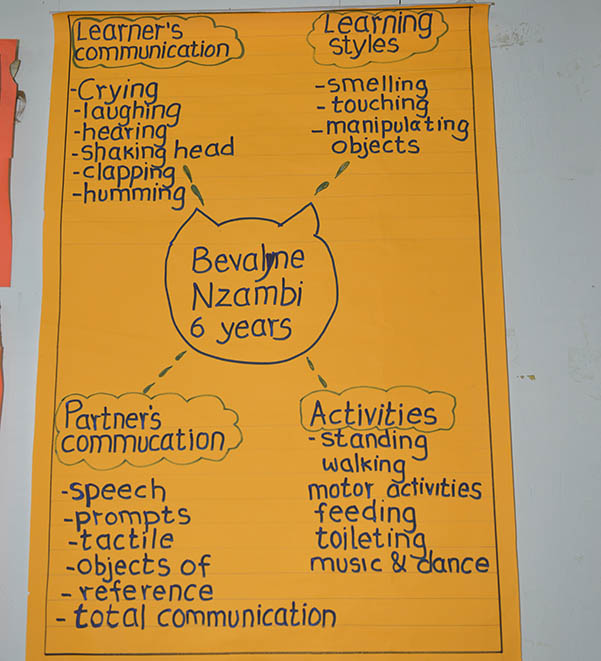 Learner's
communication
-Crying
-laughing
-hearing
-shaking head
-clapping
-humming
Learning
styles
-smelling
-touching
-manipulating
objects
Bevalyne
Nzambi
6 years
Partner's
commucation
-speech
-prompts
-tactile
-objects of
-reference
-total communication
Activities
-standing
walking
motor activities
feeding
toileting
music & dance